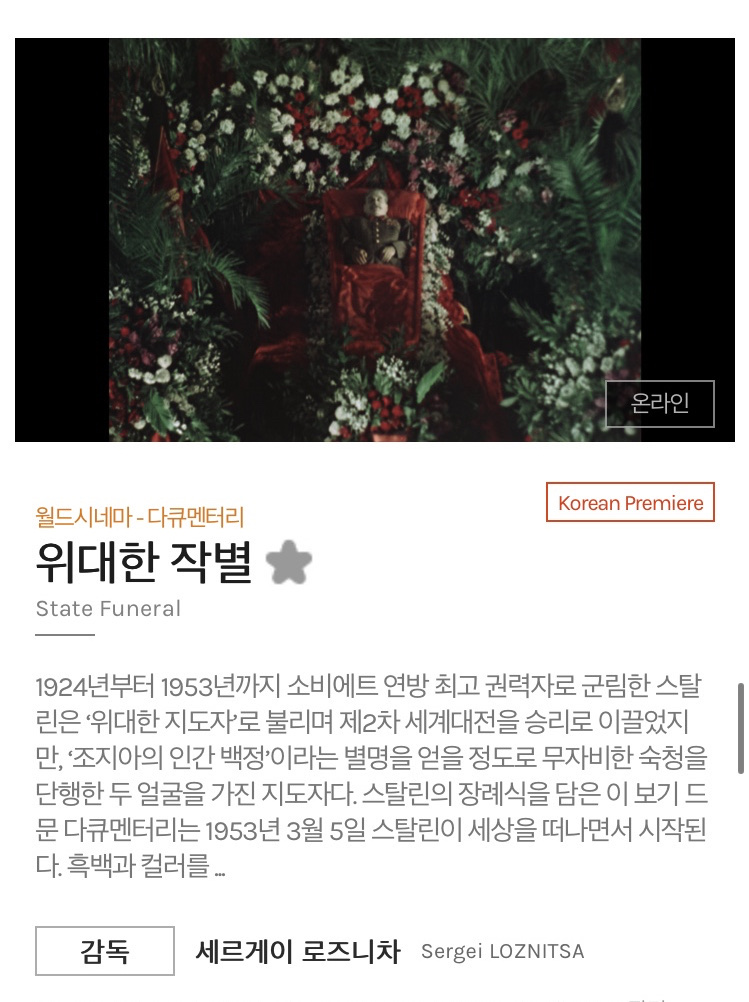 온라인
Korean Premiere
월드시네마 - 다큐멘터리
위대한 작별
State Funeral
1924년부터 1953년까지 소비에트 연방 최고 권력자로 군림한 스탈
린은 ‘위대한 지도자’로 불리며 제2차 세계대전을 승리로 이끌었지
만, ‘조지아의 인간 백정’이라는 별명을 얻을 정도로 무자비한 숙청을
단행한 두 얼굴을 가진 지도자다. 스탈린의 장례식을 담은 이 보기 드
문 다큐멘터리는 1953년 3월 5일 스탈린이 세상을 떠나면서 시작된
다. 흑백과 컬러를 ...
감독 세르게이 로즈니차 Sergei LOZNITSA